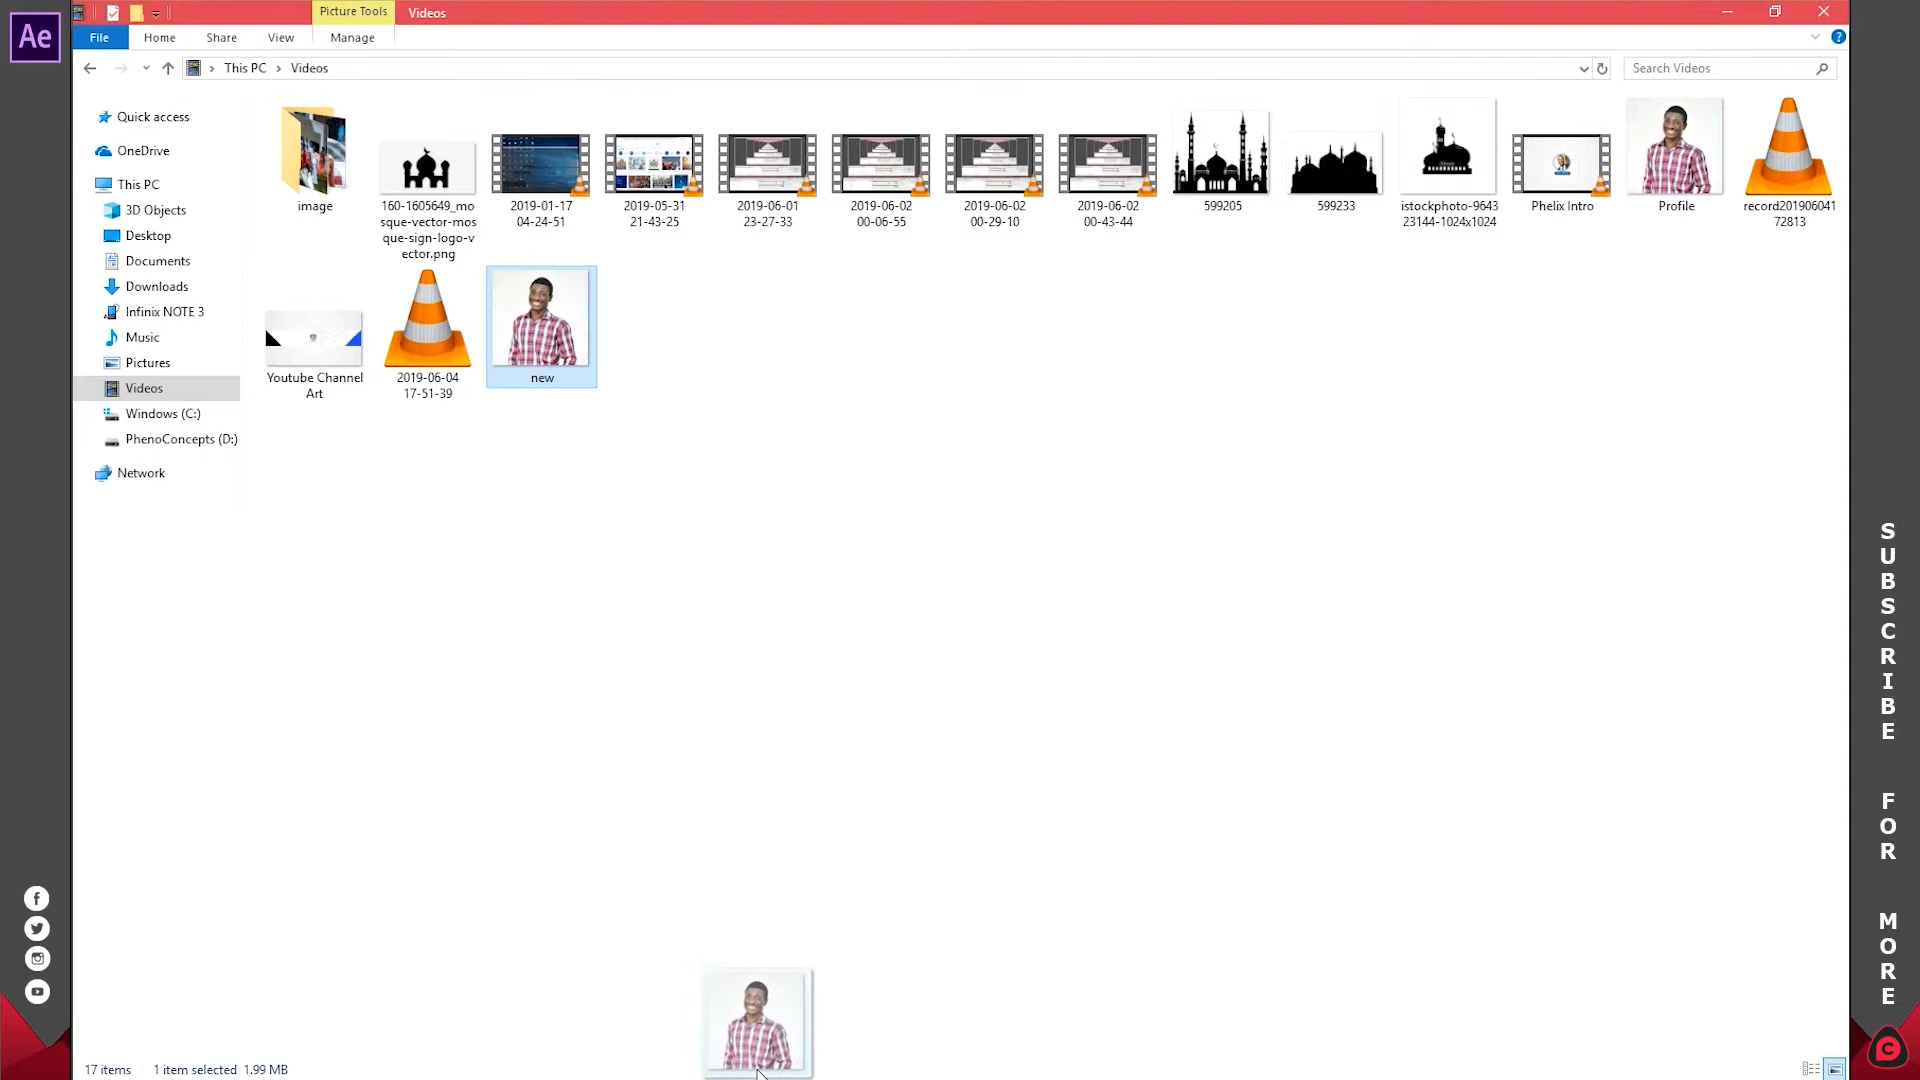 Ae
Picture Tools
Videos
File
Home
Share
View
Manage
This PC
Videos
Search Videos
Quick access
OneDrive
This PC
3D Objects
Desktop
Documents
Downloads
Infinix NOTE 3
Music
Pictures
Videos
Windows (C:)
PhenoConcepts (D:)
Network
image
160-1605649_mo
sque-vector-mos
que-sign-logo-v
ector.png
2019-01-17
04-24-51
2019-05-31
21-43-25
2019-06-01
23-27-33
2019-06-02
00-06-55
2019-06-02
00-29-10
2019-06-02
00-43-44
599205
599233
istockphoto-9643
23144-1024x1024
Phelix Intro
Profile
record201906041
72813
Youtube Channel
Art
2019-06-04
17-51-39
new
17 items
1 item selected 1.99 MB
SUBSCRIBE FOR MORE